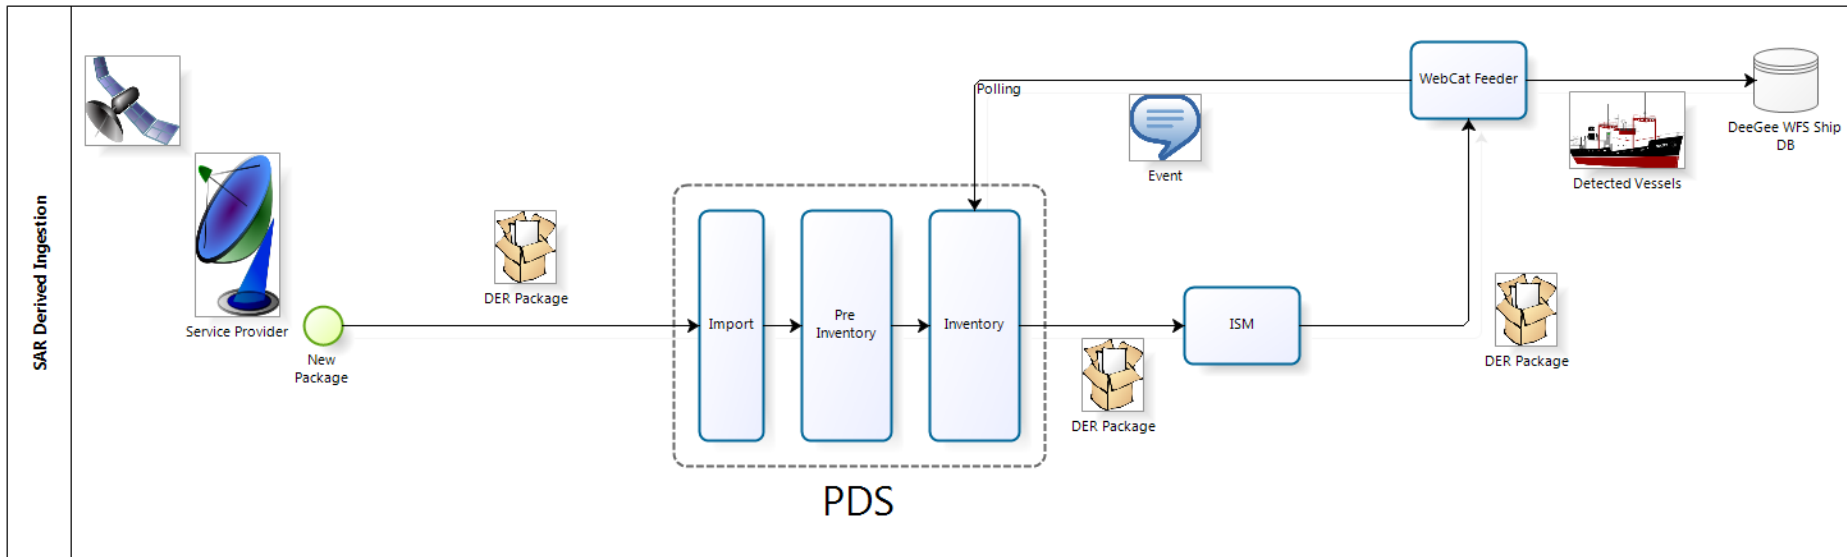 SAR Derived Ingestion
Service Provider
New
Package
DER Package
Import
Pre
Inventory
Inventory
PDS
DER Package
ISM
Polling
Event
WebCat Feeder
DER Package
Detected Vessels
DeeGee WFS Ship
DB